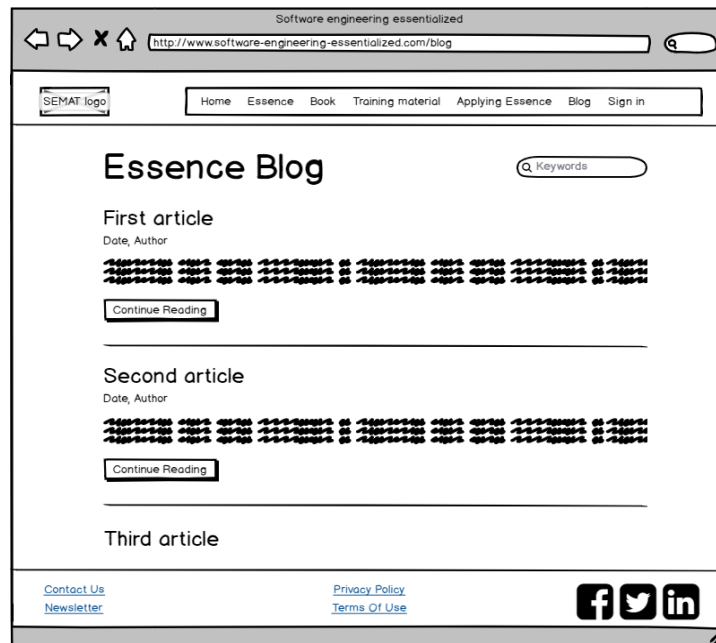 Software engineering essentialized
http://www.software-engineering-essentialized.com/blog
SEMAT logo
Home Essence Book Training material Applying Essence Blog Sign in
Essence Blog
Keywords
First article
Date, Author
Continue Reading
Second article
Date, Author
Continue Reading
Third article
Contact Us Privacy Policy
Newsletter Terms Of Use